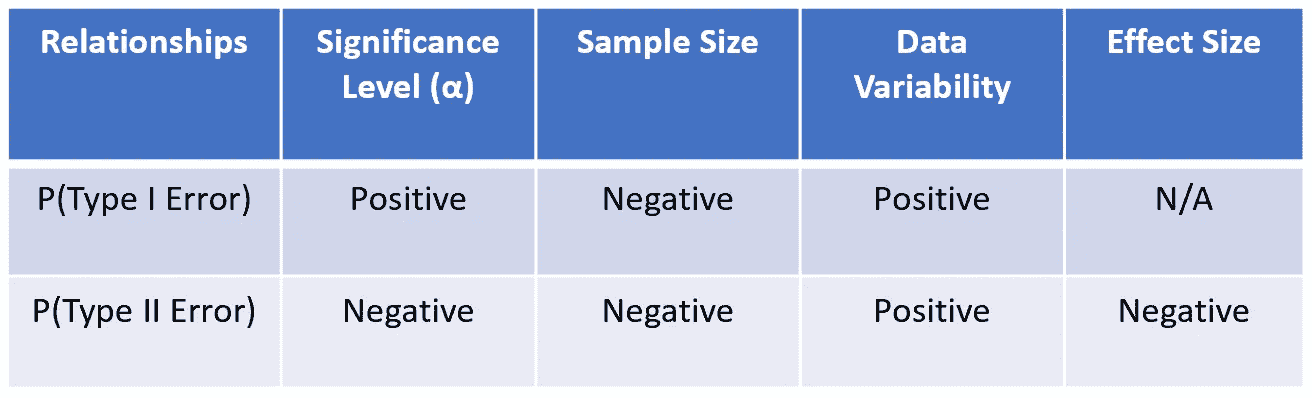 Relationships Significance Sample Size Data Effect Size
Level (α) Variability
P(Type I Error) Positive Negative Positive N/A
P(Type II Error) Negative Negative Positive Negative